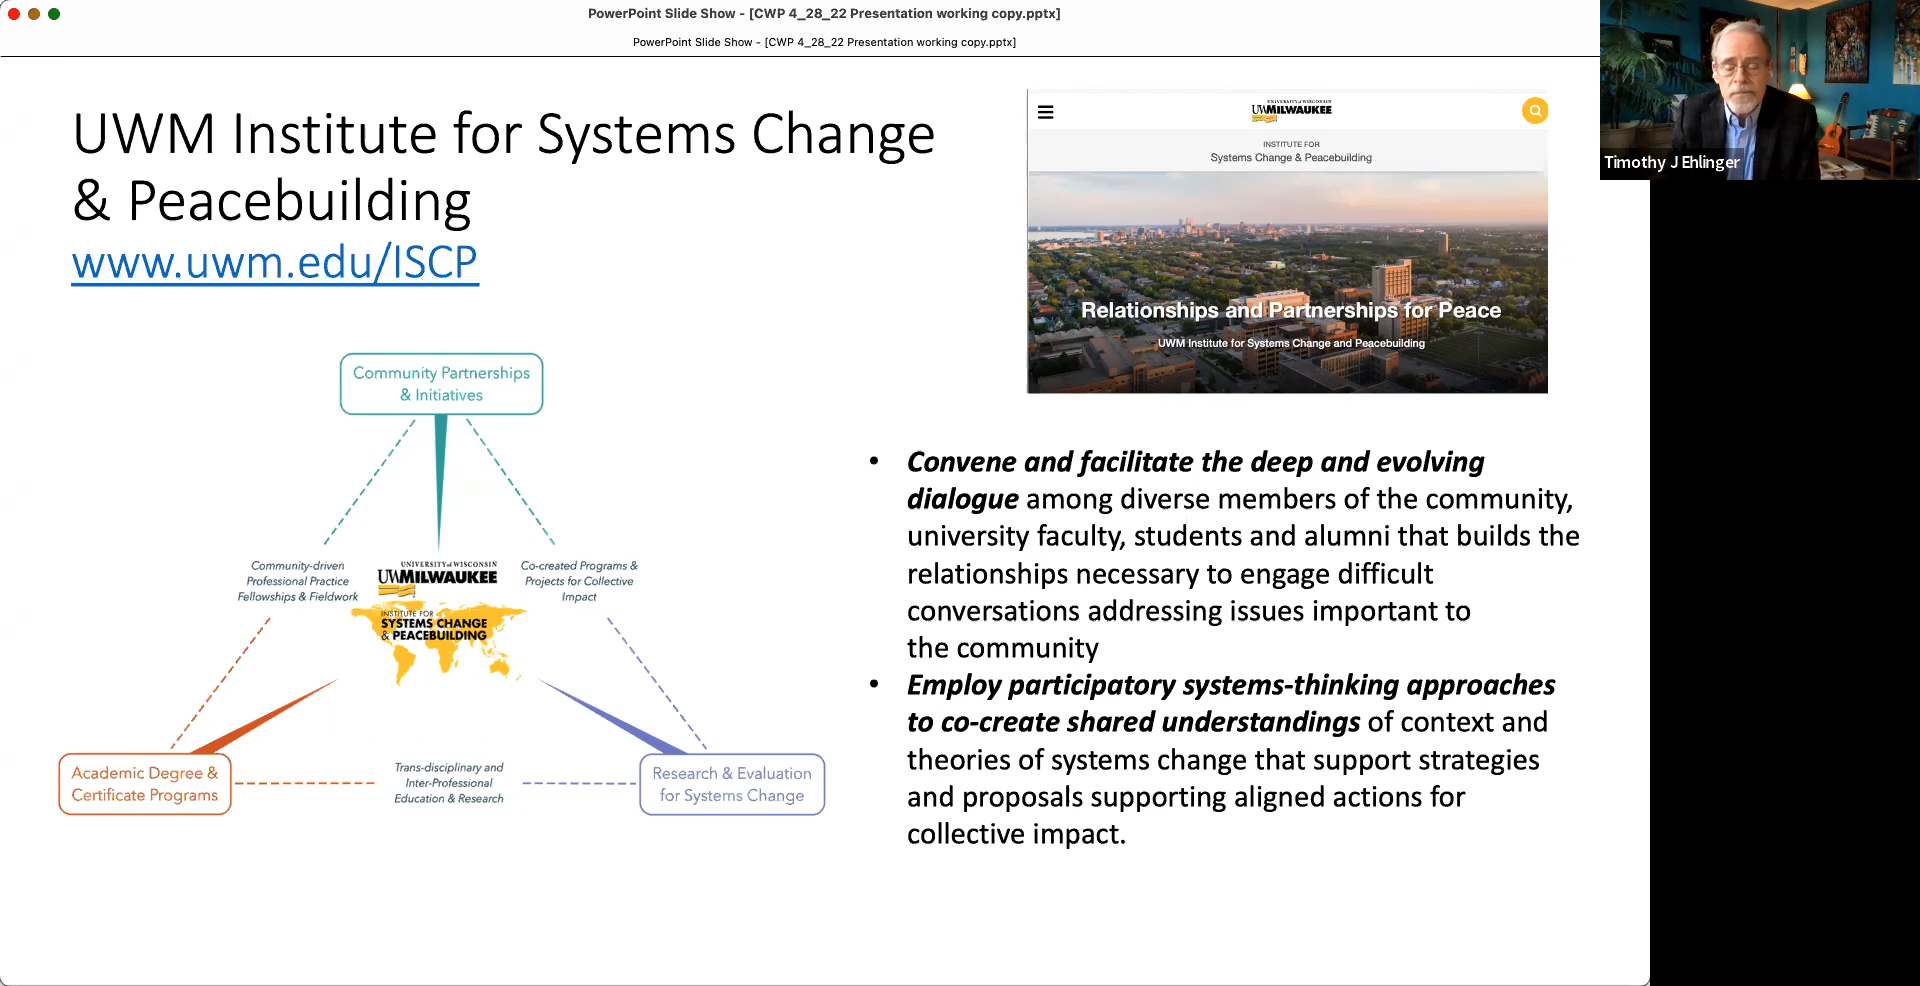 PowerPoint Slide Show - [CWP 4_28_22 Presentation working copy.pptx]
PowerPoint Slide Show - [CWP 4_28_22 Presentation working copy.pptx]
Timothy J Ehlinger
UWM Institute for Systems Change
& Peacebuilding
www.uwm.edu/ISCP
UNIVERSITY of WISCONSIN
UWMILWAUKEE
INSTITUTE FOR
Systems Change & Peacebuilding
Relationships and Partnerships for Peace
UWM Institute for Systems Change and Peacebuilding
Community Partnerships
& Initiatives
Community-driven
Professional Practice
Fellowships & Fieldwork
UNIVERSITY of WISCONSIN
UWMILWAUKEE
INSTITUTE FOR
SYSTEMS CHANGE
& PEACEBUILDING
Co-created Programs &
Projects for Collective
Impact
Academic Degree &
Certificate Programs
Trans-disciplinary and
Inter-Professional
Education & Research
Research & Evaluation
for Systems Change
• Convene and facilitate the deep and evolving
dialogue among diverse members of the community,
university faculty, students and alumni that builds the
relationships necessary to engage difficult
conversations addressing issues important to
the community
• Employ participatory systems-thinking approaches
to co-create shared understandings of context and
theories of systems change that support strategies
and proposals supporting aligned actions for
collective impact.